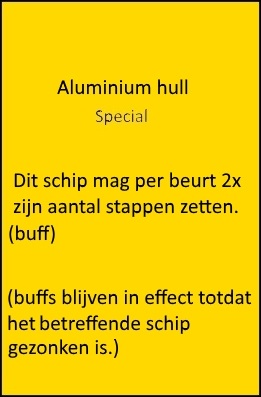 Aluminium hull
Special
Dit schip mag per beurt 2x
zijn aantal stappen zetten.
(buff)
(buffs blijven in effect totdat
het betreffende schip
gezonken is.)